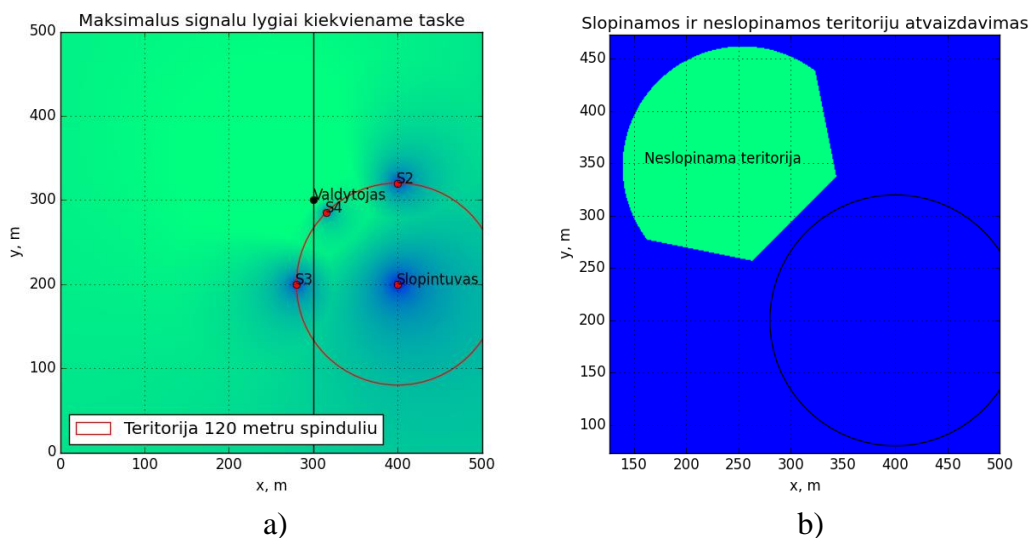 Maksimalus signalu lygiai kiekviename taske
500
400
300
200
100
0
y, m
S2
Valdytojas
S4
S3
Slopintuvas
Teritorija 120 metru spinduliu
0 100 200 300 400 500
x, m
a)
Slopinamos ir neslopinamos teritoriju atvaizdavimas
450
400
350
300
250
200
150
100
y, m
Neslopinama teritorija
150 200 250 300 350 400 450 500
x, m
b)